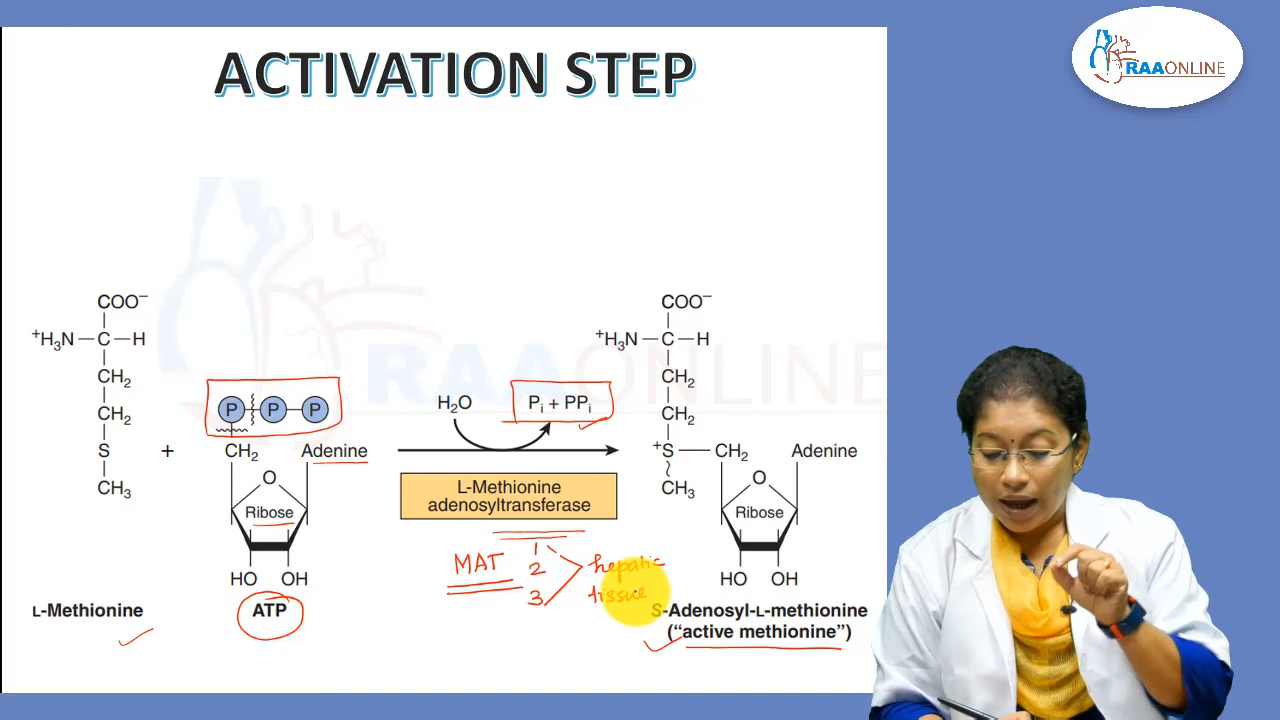 ACTIVATION STEP
RAAONLINE
RAAONLINE
COO–
+H3N – C – H
CH2
CH2
S
CH3
+
P P P
CH2 Adenine
O
Ribose
HO OH
L-Methionine
ATP
H2O Pi + PPi
L-Methionine
adenosyltransferase
MAT
1
2
3
hepatic
tissue
COO–
+H3N – C – H
CH2
CH2
+S – CH2 Adenine
CH3
O
Ribose
HO OH
S-Adenosyl-L-methionine
("active methionine")